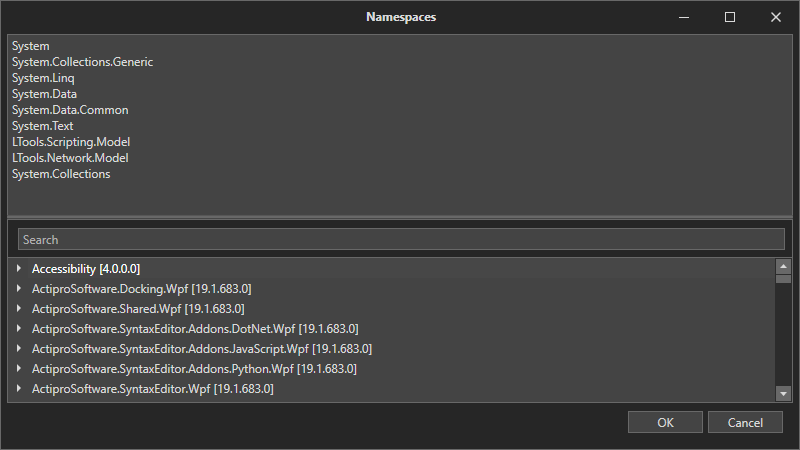 Namespaces
System
System.Collections.Generic
System.Linq
System.Data
System.Data.Common
System.Text
LTools.Scripting.Model
LTools.Network.Model
System.Collections
Search
Accessibility [4.0.0.0]
ActiproSoftware.Docking.Wpf [19.1.683.0]
ActiproSoftware.Shared.Wpf [19.1.683.0]
ActiproSoftware.SyntaxEditor.Addons.DotNet.Wpf [19.1.683.0]
ActiproSoftware.SyntaxEditor.Addons.JavaScript.Wpf [19.1.683.0]
ActiproSoftware.SyntaxEditor.Addons.Python.Wpf [19.1.683.0]
ActiproSoftware.SyntaxEditor.Wpf [19.1.683.0]
OK Cancel